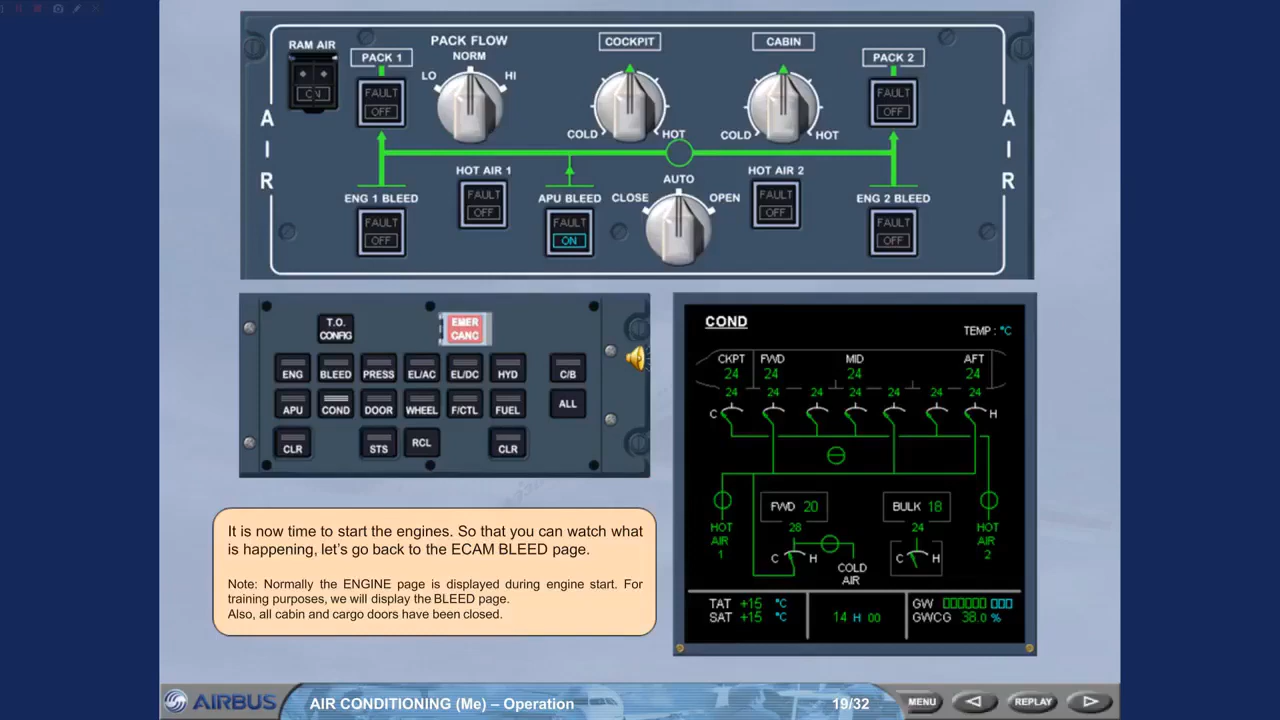 RAM AIR
ON
PACK 1
FAULT
OFF
PACK FLOW
NORM
LO
HI
COCKPIT
COLD
HOT
CABIN
COLD
HOT
PACK 2
FAULT
OFF
A
I
R
A
I
R
ENG 1 BLEED
FAULT
OFF
HOT AIR 1
FAULT
OFF
APU BLEED
FAULT
ON
AUTO
CLOSE
OPEN
HOT AIR 2
FAULT
OFF
ENG 2 BLEED
FAULT
OFF
T.O.
CONFIG
EMER
CANC
ENG
BLEED
PRESS
EL/AC
EL/DC
HYD
C/B
APU
COND
DOOR
WHEEL
F/CTL
FUEL
ALL
CLR
STS
RCL
CLR
COND
TEMP : °C
CKPT FWD MID AFT
24 24 24 24
24 24 24 24 24 24 24
C H
FWD 20
BULK 18
28
24
C H
C H
HOT
AIR
1
COLD
AIR
HOT
AIR
2
TAT +15 °C
SAT +15 °C
14 H 00
GW
GWCG 38.0 %
It is now time to start the engines. So that you can watch what
is happening, let's go back to the ECAM BLEED page.
Note: Normally the ENGINE page is displayed during engine start. For
training purposes, we will display the BLEED page.
Also, all cabin and cargo doors have been closed.
AIRBUS
AIR CONDITIONING (Me) – Operation
19/32
MENU
REPLAY